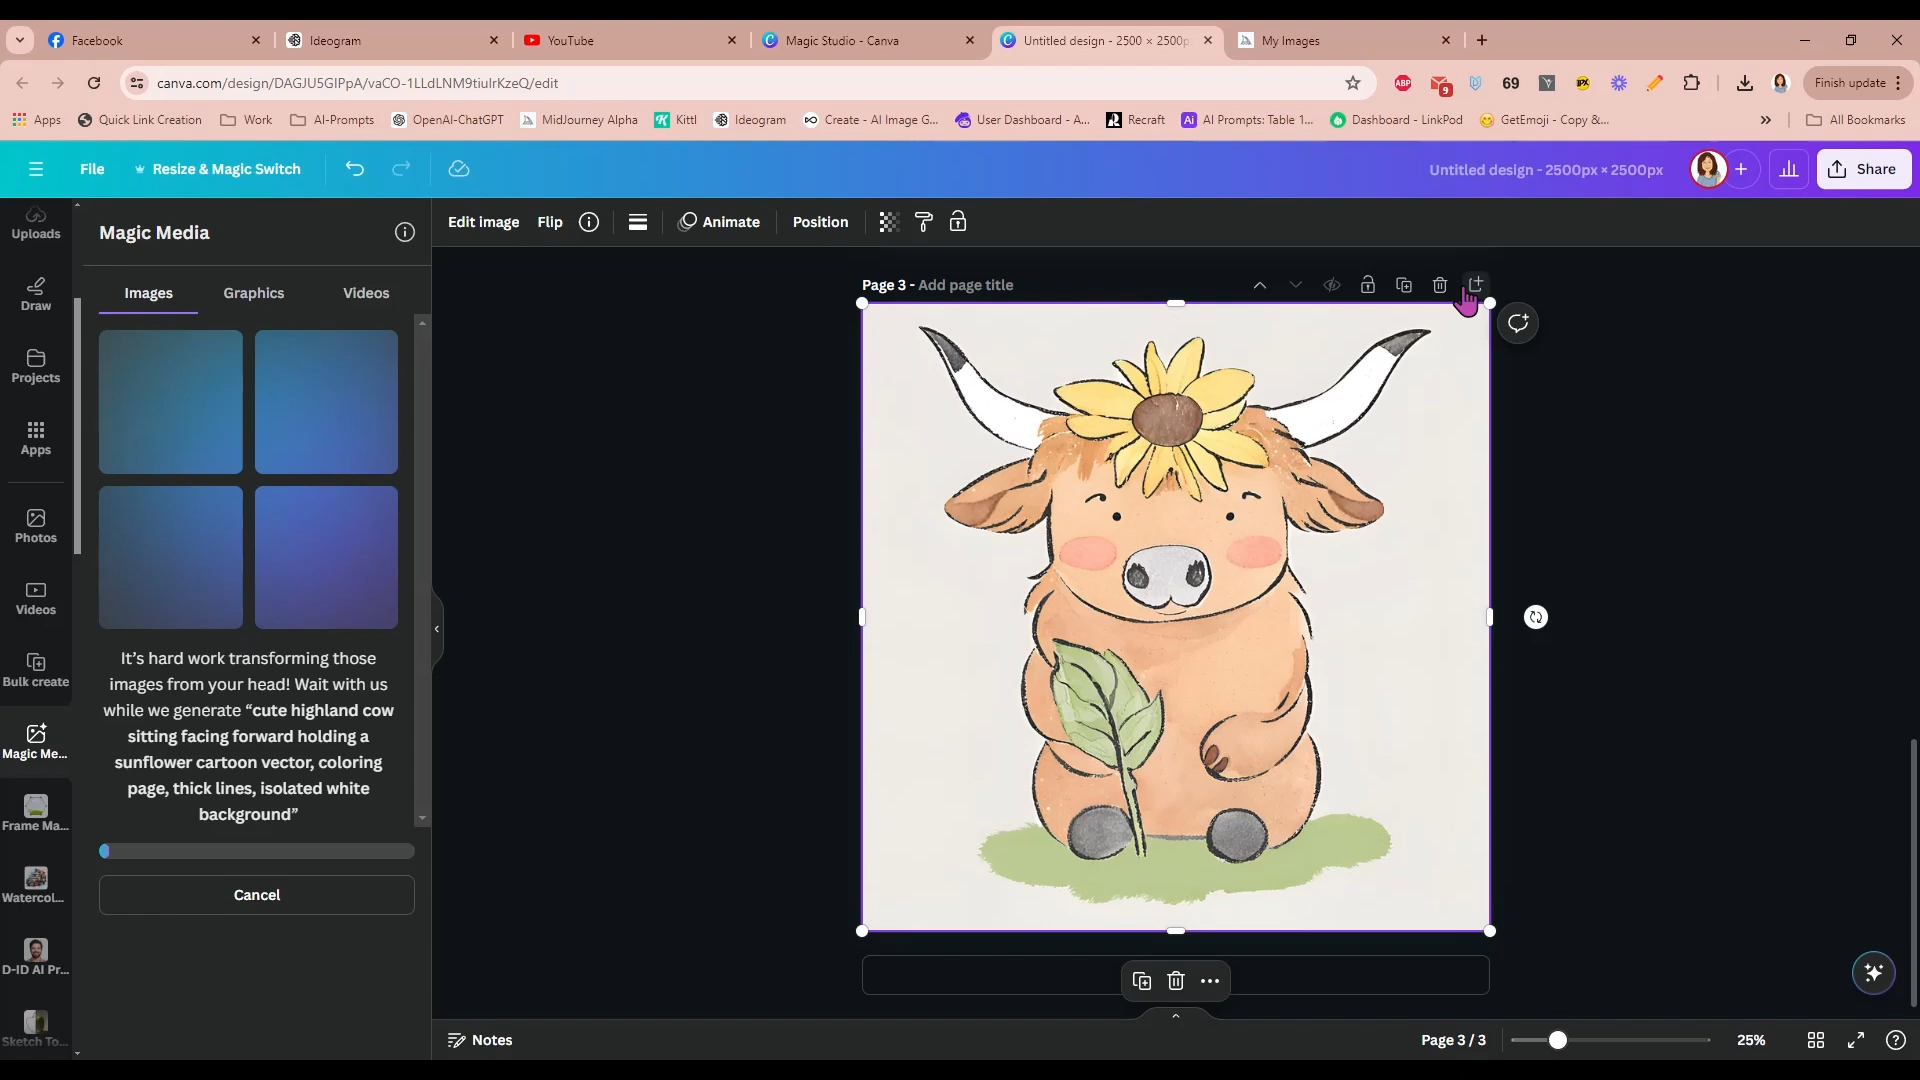 Facebook
Ideogram
YouTube
Magic Studio - Canva
Untitled design - 2500 × 2500p
My Images
canva.com/design/DAGJU5GIPpA/vaCO-1LLdLNM9tiuIrKzeQ/edit
ABP
9
69
Finish update
Apps
Quick Link Creation
Work
AI-Prompts
OpenAI-ChatGPT
MidJourney Alpha
Kittl
Ideogram
Create - AI Image G...
User Dashboard - A...
Recraft
AI Prompts: Table 1...
Dashboard - LinkPod
GetEmoji - Copy &...
All Bookmarks
File
Resize & Magic Switch
Untitled design - 2500px × 2500px
Share
Uploads
Draw
Projects
Apps
Photos
Videos
Bulk create
Magic Me...
Frame Ma...
Watercol...
D-ID AI Pr...
Sketch To...
Magic Media
Images
Graphics
Videos
It's hard work transforming those
images from your head! Wait with us
while we generate “cute highland cow
sitting facing forward holding a
sunflower cartoon vector, coloring
page, thick lines, isolated white
background”
Cancel
Edit image
Flip
Animate
Position
Page 3 - Add page title
Notes
Page 3 / 3
25%